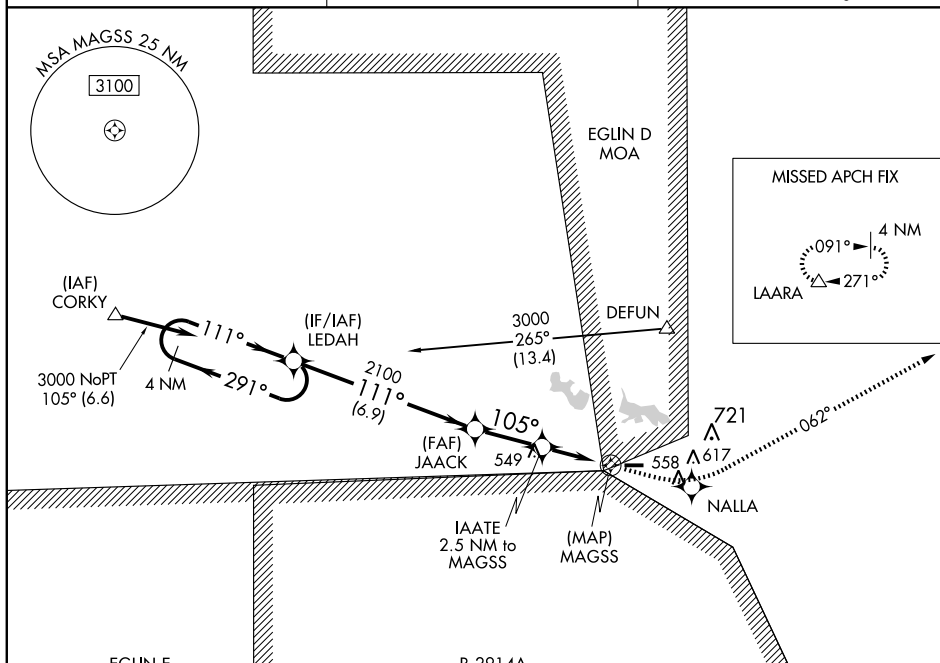 MSA MAGSS 25 NM
3100
EGLIN D
MOA
MISSED APCH FIX
4 NM
091°
271°
LAARA
(IAF)
CORKY
111°
(IF/IAF)
LEDAH
3000
265°
(13.4)
DEFUN
3000 NoPT
105° (6.6)
4 NM
291°
2100
111°
(6.9)
105°
(FAF)
JAACK
549
721
617
558
062°
NALLA
IAATE
2.5 NM to
MAGSS
(MAP)
MAGSS